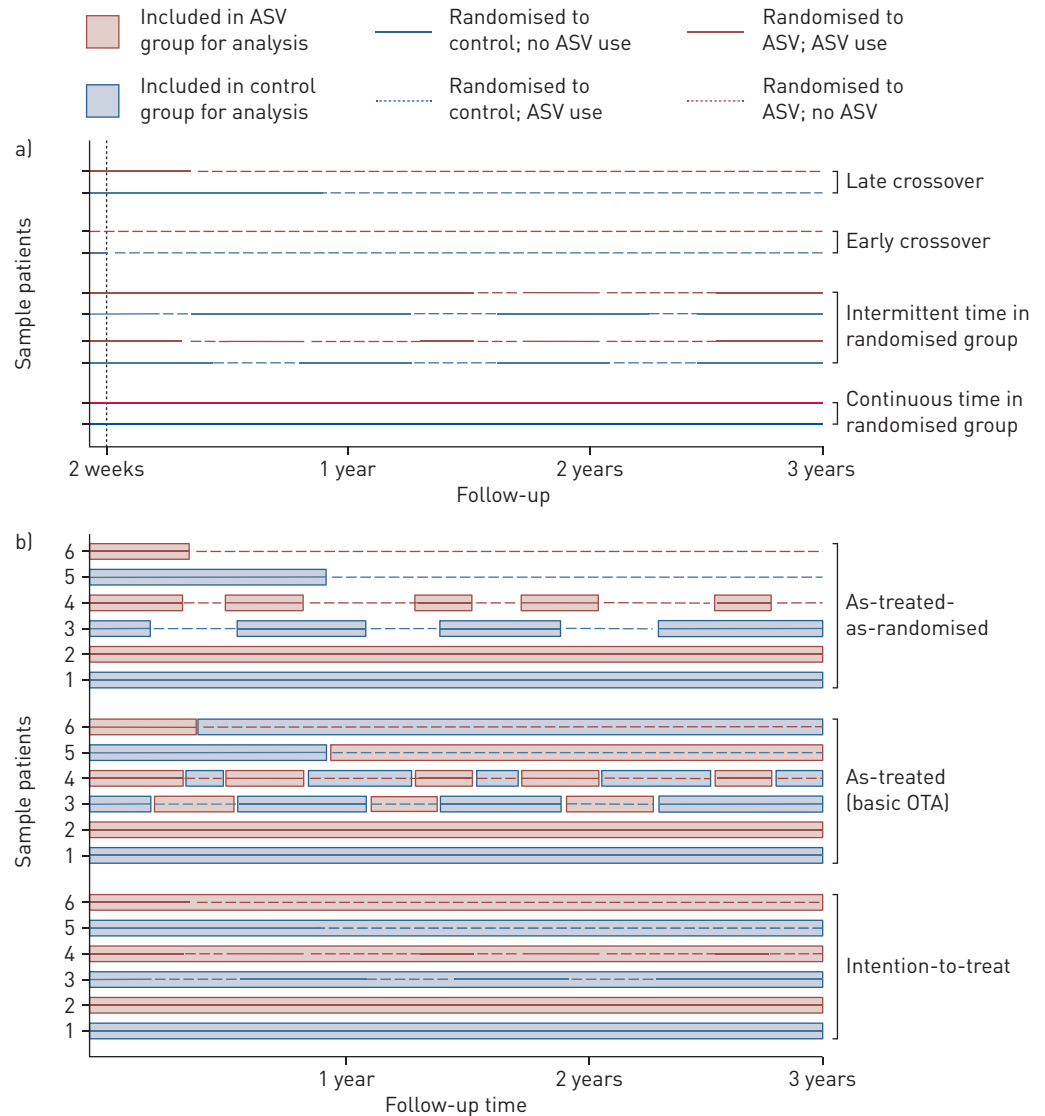 Included in ASV
group for analysis
Randomised to
control; no ASV use
Randomised to
ASV; ASV use
Included in control
group for analysis
Randomised to
control; ASV use
Randomised to
ASV; no ASV
a)
Sample patients
Late crossover
Early crossover
Intermittent time in
randomised group
Continuous time in
randomised group
2 weeks
1 year
2 years
3 years
Follow-up
b)
Sample patients
6
5
4
3
2
1
As-treated-
as-randomised
6
5
4
3
2
1
As-treated
(basic OTA)
6
5
4
3
2
1
Intention-to-treat
1 year
2 years
3 years
Follow-up time